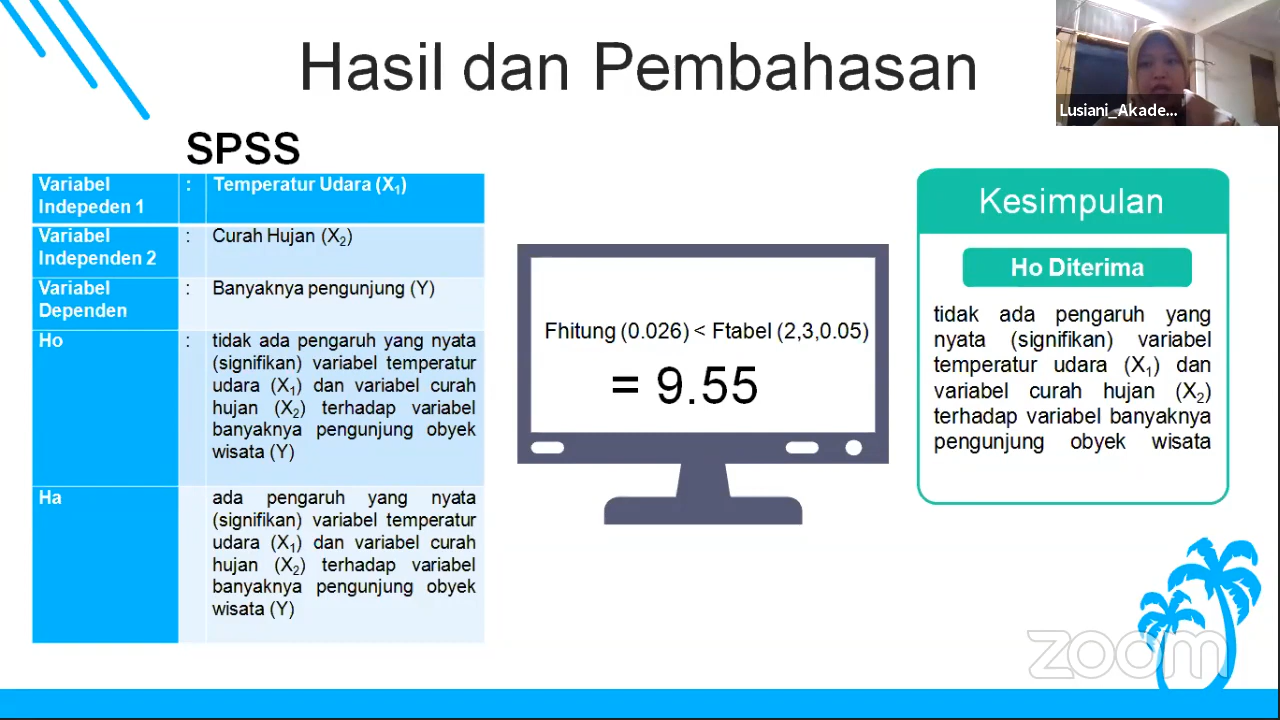 Hasil dan Pembahasan
Lusiani_Akade...
SPSS
Variabel Indepeden 1 : Temperatur Udara (X₁)
Variabel Independen 2 : Curah Hujan (X₂)
Variabel Dependen : Banyaknya pengunjung (Y)
Ho : tidak ada pengaruh yang nyata
(signifikan) variabel temperatur
udara (X₁) dan variabel curah
hujan (X₂) terhadap variabel
banyaknya pengunjung obyek
wisata (Y)
Ha
ada pengaruh yang nyata
(signifikan) variabel temperatur
udara (X₁) dan variabel curah
hujan (X₂) terhadap variabel
banyaknya pengunjung obyek
wisata (Y)
Fhitung (0.026) < Ftabel (2,3,0.05)
= 9.55
Kesimpulan
Ho Diterima
tidak ada pengaruh yang
nyata (signifikan) variabel
temperatur udara (X₁) dan
variabel curah hujan (X₂)
terhadap variabel banyaknya
pengunjung obyek wisata
zoom